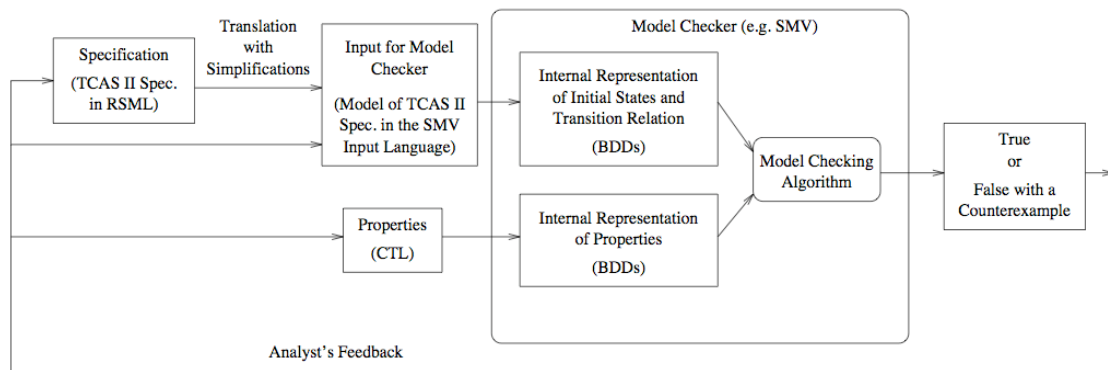 Translation
with
Simplifications
Specification
(TCAS II Spec.
in RSML)
Input for Model
Checker
(Model of TCAS II
Spec. in the SMV
Input Language)
Model Checker (e.g. SMV)
Internal Representation
of Initial States and
Transition Relation
(BDDs)
Model Checking
Algorithm
True
or
False with a
Counterexample
Properties
(CTL)
Internal Representation
of Properties
(BDDs)
Analyst's Feedback